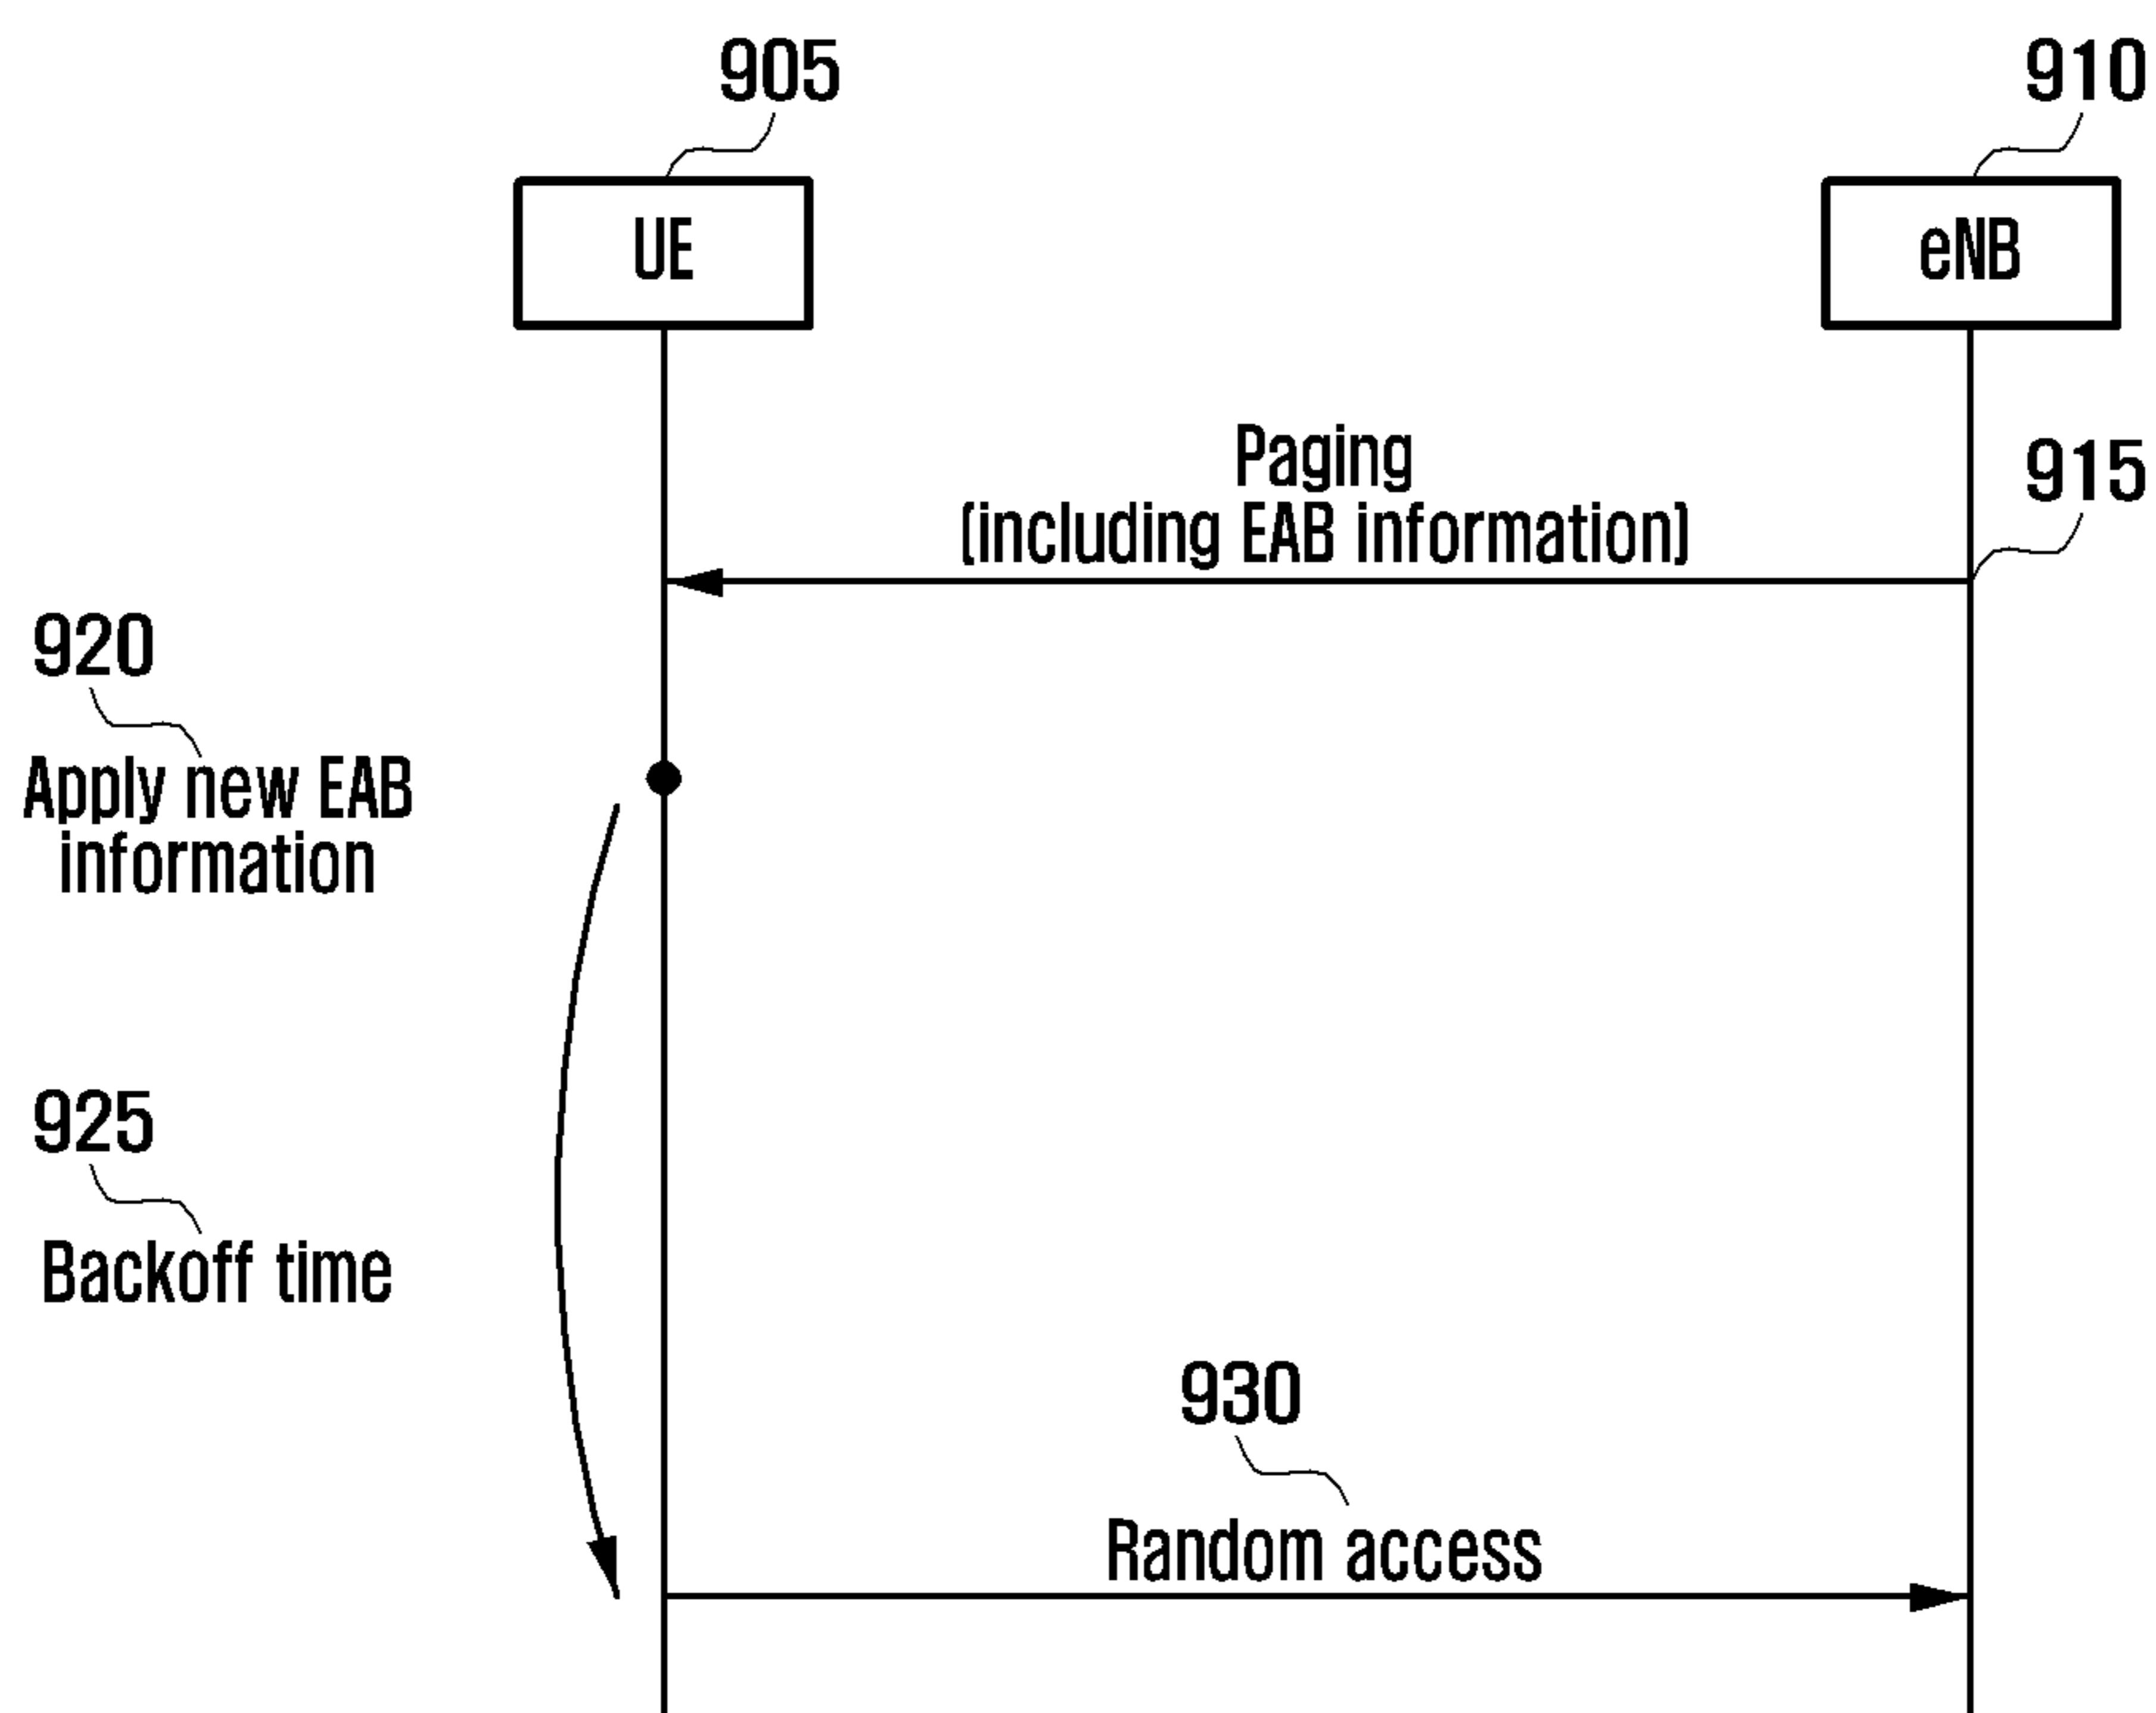 905
910
UE
eNB
Paging
(including EAB information)
915
920
Apply new EAB
information
925
Backoff time
930
Random access